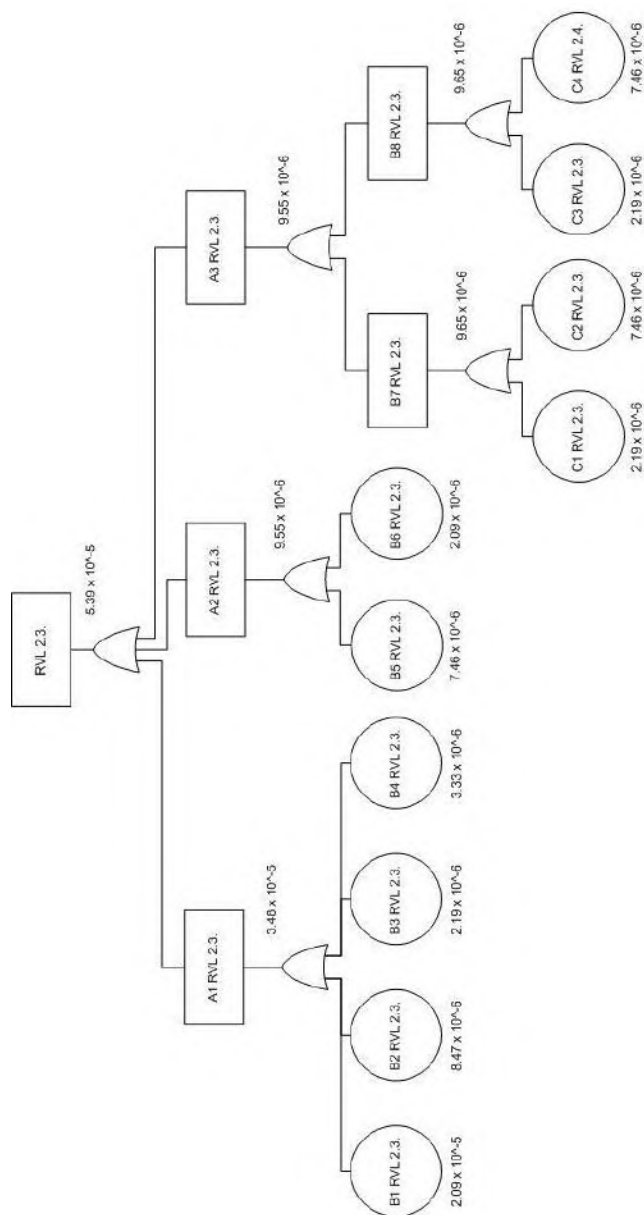 RVL 2.3.
5.39 x 10^-5
A1 RVL 2.3.
A2 RVL 2.3.
A3 RVL 2.3.
3.48 x 10^-5
9.55 x 10^-6
9.55 x 10^-6
B1 RVL 2.3.
B2 RVL 2.3.
B3 RVL 2.3.
B4 RVL 2.3.
B5 RVL 2.3.
B6 RVL 2.3.
B7 RVL 2.3.
B8 RVL 2.3.
2.09 x 10^-5
8.47 x 10^-6
2.19 x 10^-6
3.33 x 10^-6
7.46 x 10^-6
2.09 x 10^-6
9.65 x 10^-6
9.65 x 10^-6
C1 RVL 2.3.
C2 RVL 2.3
C3 RVL 2.3
C4 RVL 2.4.
2.19 x 10^-6
7.46 x 10^-6
2.19 x 10^-6
7.46 x 10^-6